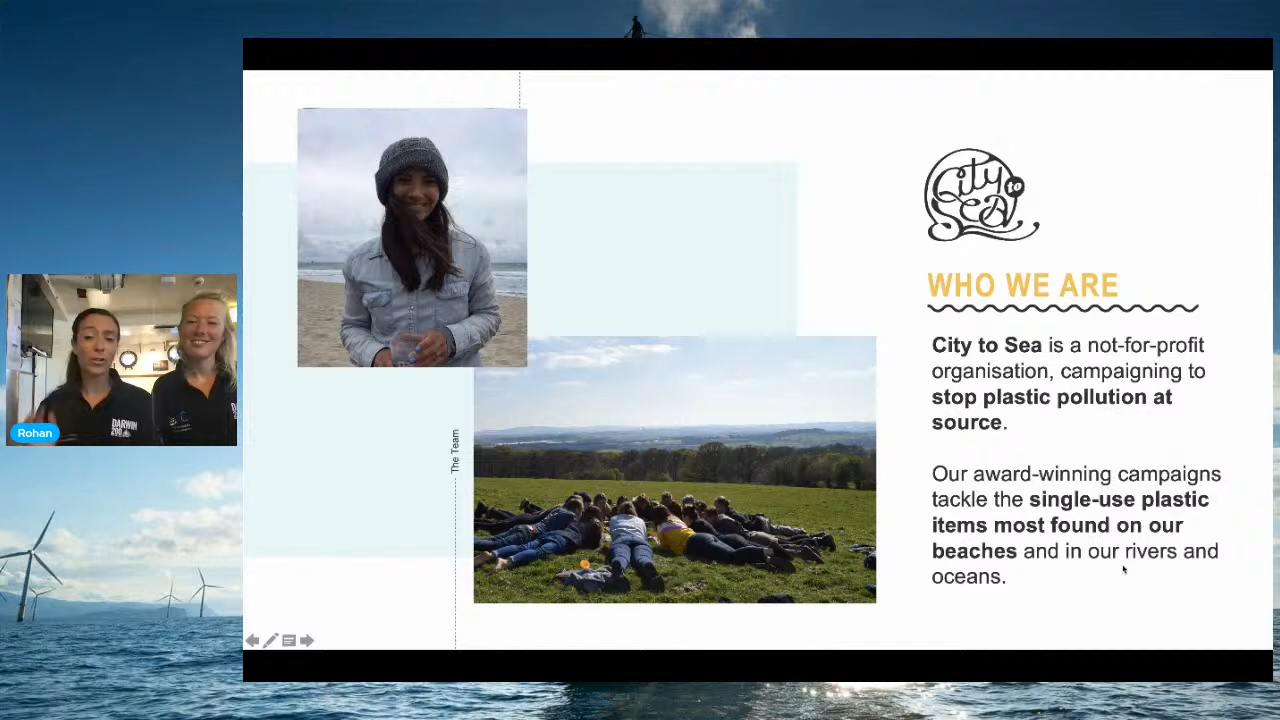 City to
SEA
WHO WE ARE
City to Sea is a not-for-profit
organisation, campaigning to
stop plastic pollution at
source.
Our award-winning campaigns
tackle the single-use plastic
items most found on our
beaches and in our rivers and
oceans.
The Team
DARWIN
200
Rohan